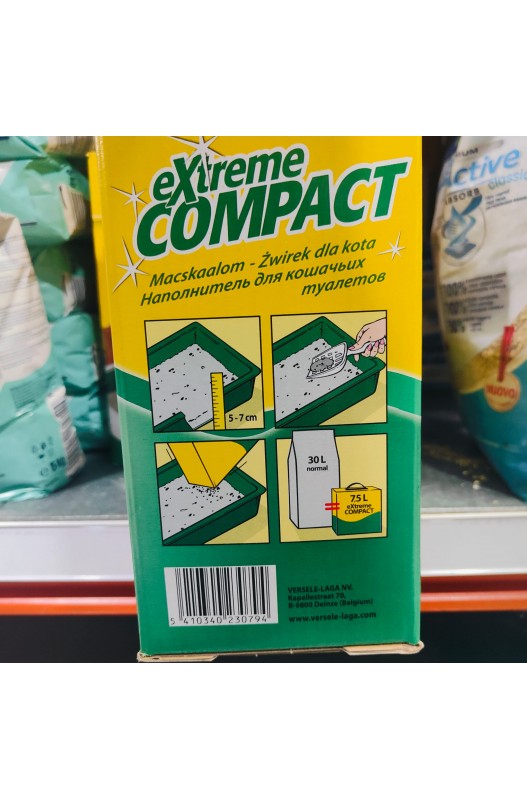 eXtreme
COMPACT
Macskaalom - Żwirek dla kota
Наполнитель для кошачьих
туалетов
5-7 cm
30 L
normal
=
7,5 L
eXtreme
COMPACT
5 410340 230794
VERSELE-LAGA NV,
Kapellestraat 70,
B-9800 Deinze (Belgium)
www.versele-laga.com
Active
classic